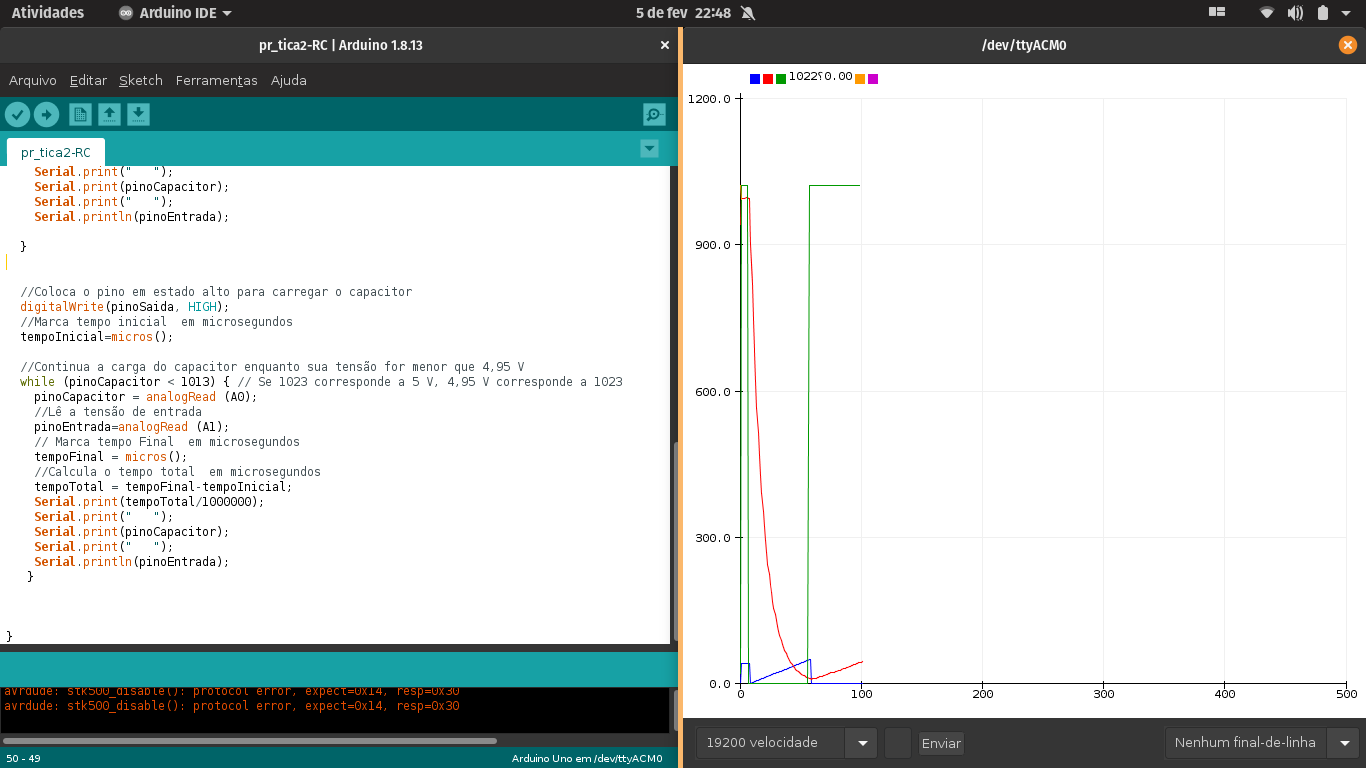 Atividades
Arduino IDE
5 de fev 22:48
pr_tica2-RC | Arduino 1.8.13
Arquivo Editar Sketch Ferramentas Ajuda
pr_tica2-RC
Serial.print("   ");
Serial.print(pinoCapacitor);
Serial.print("   ");
Serial.println(pinoEntrada);
}
//Coloca o pino em estado alto para carregar o capacitor
digitalWrite(pinoSaida, HIGH);
//Marca tempo inicial  em microsegundos
tempoInicial=micros();
//Continua a carga do capacitor enquanto sua tensão for menor que 4,95 V
while (pinoCapacitor < 1013) { // Se 1023 corresponde a 5 V, 4,95 V corresponde a 1023
pinoCapacitor = analogRead (A0);
//Lê a tensão de entrada
pinoEntrada=analogRead (A1);
// Marca tempo Final  em microsegundos
tempoFinal = micros();
//Calcula o tempo total  em microsegundos
tempoTotal = tempoFinal-tempoInicial;
Serial.print(tempoTotal/1000000);
Serial.print("   ");
Serial.print(pinoCapacitor);
Serial.print("   ");
Serial.println(pinoEntrada);
}
}
avrdude: stk500_disable(): protocol error, expect=0x14, resp=0x30
avrdude: stk500_disable(): protocol error, expect=0x14, resp=0x30
50 - 49
Arduino Uno em /dev/ttyACM0
/dev/ttyACM0
1022⸮0.00
1200.0
900.0
600.0
300.0
0.0
0 100 200 300 400 500
19200 velocidade
Enviar
Nenhum final-de-linha